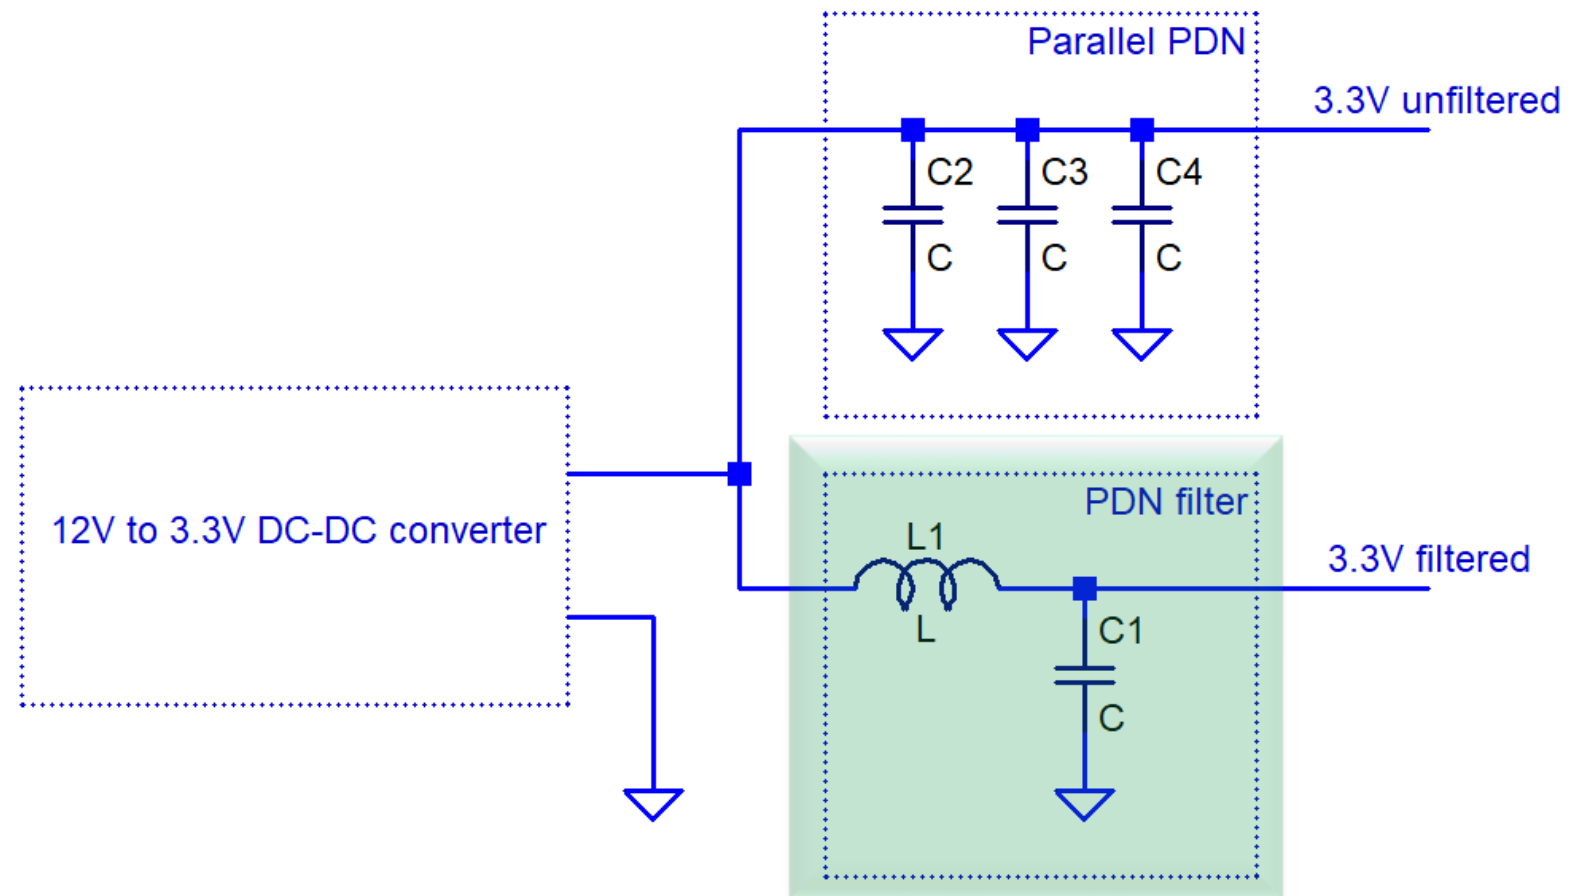 Parallel PDN
3.3V unfiltered
C2
C3
C4
C
C
C
12V to 3.3V DC-DC converter
PDN filter
L1
3.3V filtered
L
C1
C